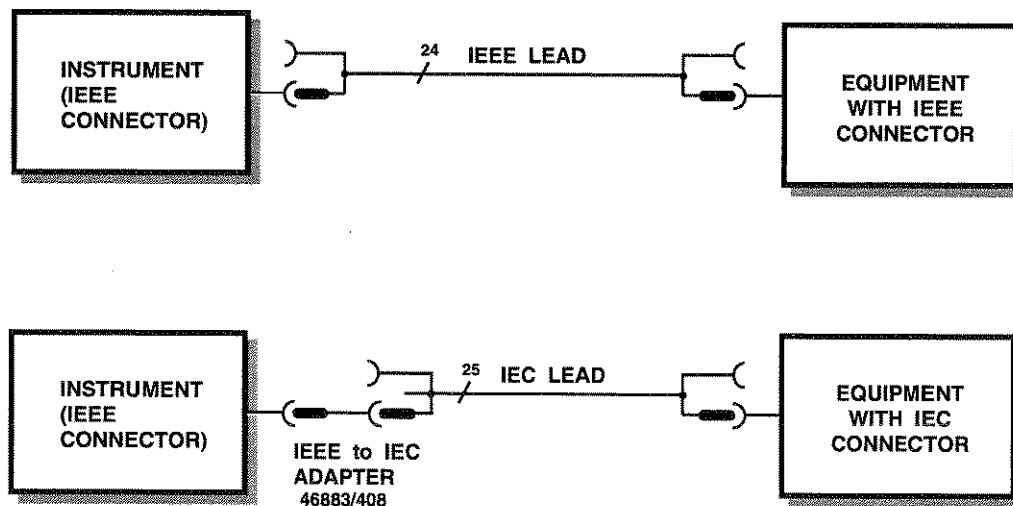 INSTRUMENT
(IEEE
CONNECTOR)
24
IEEE LEAD
EQUIPMENT
WITH IEEE
CONNECTOR
INSTRUMENT
(IEEE
CONNECTOR)
IEEE to IEC
ADAPTER
46883/408
25
IEC LEAD
EQUIPMENT
WITH IEC
CONNECTOR